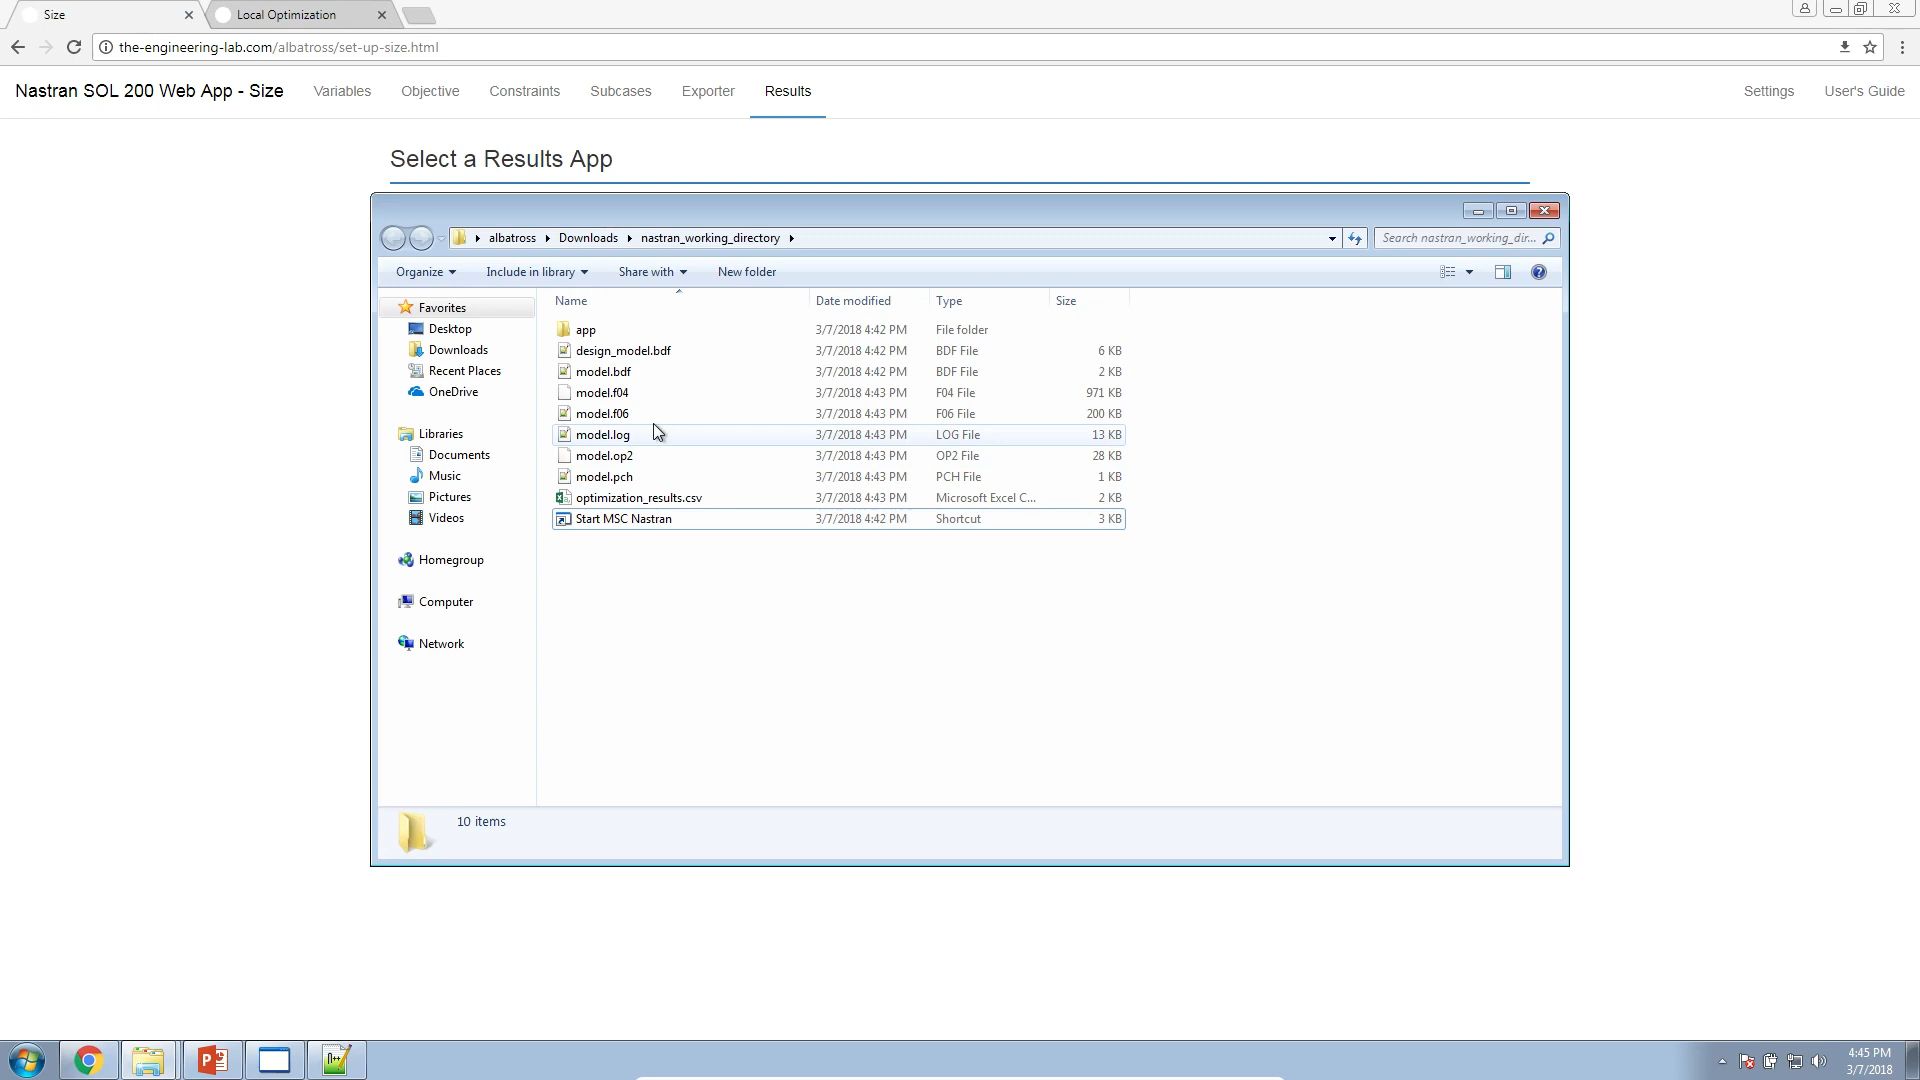 Size
Local Optimization
the-engineering-lab.com/albatross/set-up-size.html
Nastran SOL 200 Web App - Size Variables Objective Constraints Subcases Exporter Results Settings User's Guide
Select a Results App
albatross Downloads nastran_working_directory Search nastran_working_dir...
Organize Include in library Share with New folder
Favorites
Desktop
Downloads
Recent Places
OneDrive
Libraries
Documents
Music
Pictures
Videos
Homegroup
Computer
Network
Name Date modified Type Size
app 3/7/2018 4:42 PM File folder
design_model.bdf 3/7/2018 4:42 PM BDF File 6 KB
model.bdf 3/7/2018 4:42 PM BDF File 2 KB
model.f04 3/7/2018 4:43 PM F04 File 971 KB
model.f06 3/7/2018 4:43 PM F06 File 200 KB
model.log 3/7/2018 4:43 PM LOG File 13 KB
model.op2 3/7/2018 4:43 PM OP2 File 28 KB
model.pch 3/7/2018 4:43 PM PCH File 1 KB
optimization_results.csv 3/7/2018 4:43 PM Microsoft Excel C... 2 KB
Start MSC Nastran 3/7/2018 4:42 PM Shortcut 3 KB
10 items
4:45 PM
3/7/2018